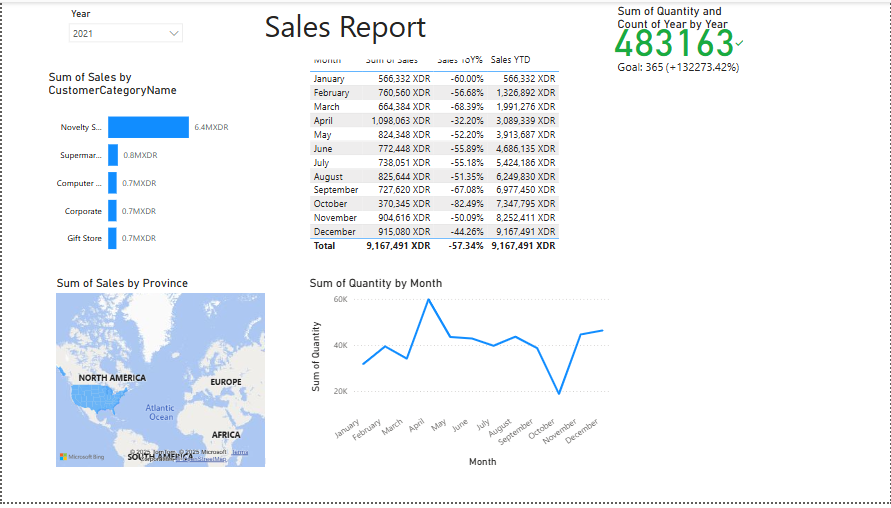 Year
2021
Sales Report
Sum of Quantity and
Count of Year by Year
483163
Goal: 365 (+132273.42%)
Sum of Sales by
CustomerCategoryName
Novelty S... 6.4MXDR
Supermar... 0.8MXDR
Computer ... 0.7MXDR
Corporate 0.7MXDR
Gift Store 0.7MXDR
Month Sum of Sales Sales YoY% Sales YTD
January 566,332 XDR -60.00% 566,332 XDR
February 760,560 XDR -56.68% 1,326,892 XDR
March 664,384 XDR -68.39% 1,991,276 XDR
April 1,098,063 XDR -32.20% 3,089,339 XDR
May 824,348 XDR -52.20% 3,913,687 XDR
June 772,448 XDR -55.89% 4,686,135 XDR
July 738,051 XDR -55.18% 5,424,186 XDR
August 825,644 XDR -51.35% 6,249,830 XDR
September 727,620 XDR -67.08% 6,977,450 XDR
October 370,345 XDR -82.49% 7,347,795 XDR
November 904,616 XDR -50.09% 8,252,411 XDR
December 915,080 XDR -44.26% 9,167,491 XDR
Total 9,167,491 XDR -57.34% 9,167,491 XDR
Sum of Sales by Province
NORTH AMERICA
EUROPE
Atlantic
Ocean
AFRICA
SOUTH AMERICA
© 2025 TomTom, © 2025 Microsoft Terms
Corporation, © OpenStreetMap
Microsoft Bing
Sum of Quantity by Month
Sum of Quantity
60K
40K
20K
January
February
March
April
May
June
July
August
September
October
November
December
Month